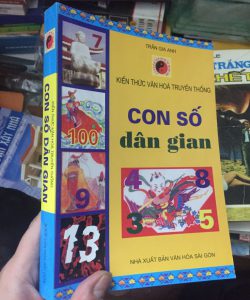 TRẦN GIA ANH
KIẾN THỨC VĂN HOÁ TRUYỀN THỐNG
CON SỐ
dân gian
7
100
9
13
4
8
3
5
NHÀ XUẤT BẢN VĂN HÓA SÀI GÒN
CON SỐ DÂN GIAN